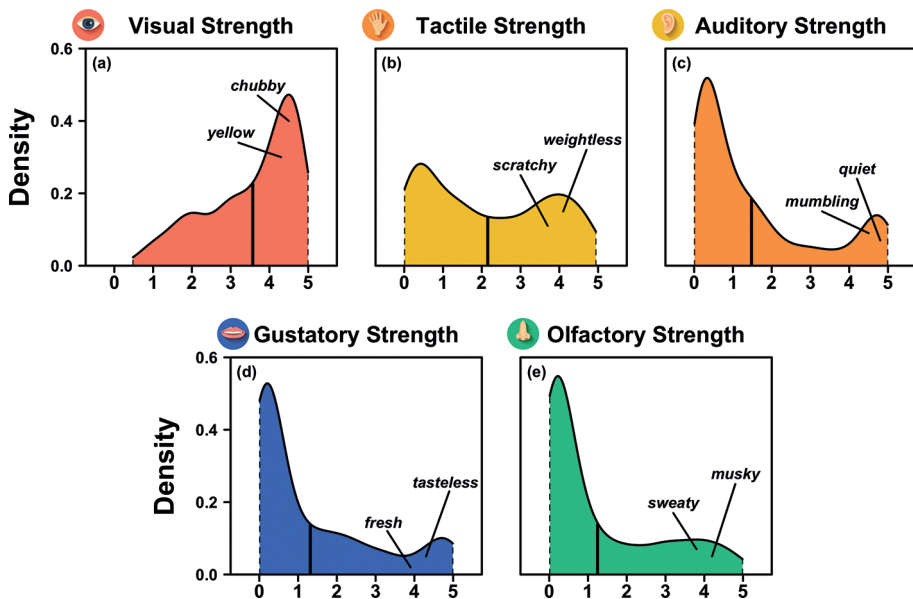 Visual Strength
Tactile Strength
Auditory Strength
Density
0.6
0.4
0.2
0.0
(a)
chubby
yellow
0 1 2 3 4 5
(b)
weightless
scratchy
0 1 2 3 4 5
(c)
quiet
mumbling
0 1 2 3 4 5
Gustatory Strength
Olfactory Strength
Density
0.6
0.4
0.2
0.0
(d)
tasteless
fresh
0 1 2 3 4 5
(e)
musky
sweaty
0 1 2 3 4 5